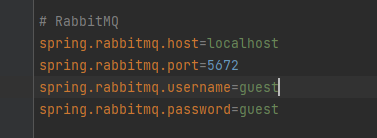 # RabbitMQ
spring.rabbitmq.host=localhost
spring.rabbitmq.port=5672
spring.rabbitmq.username=guest
spring.rabbitmq.password=guest